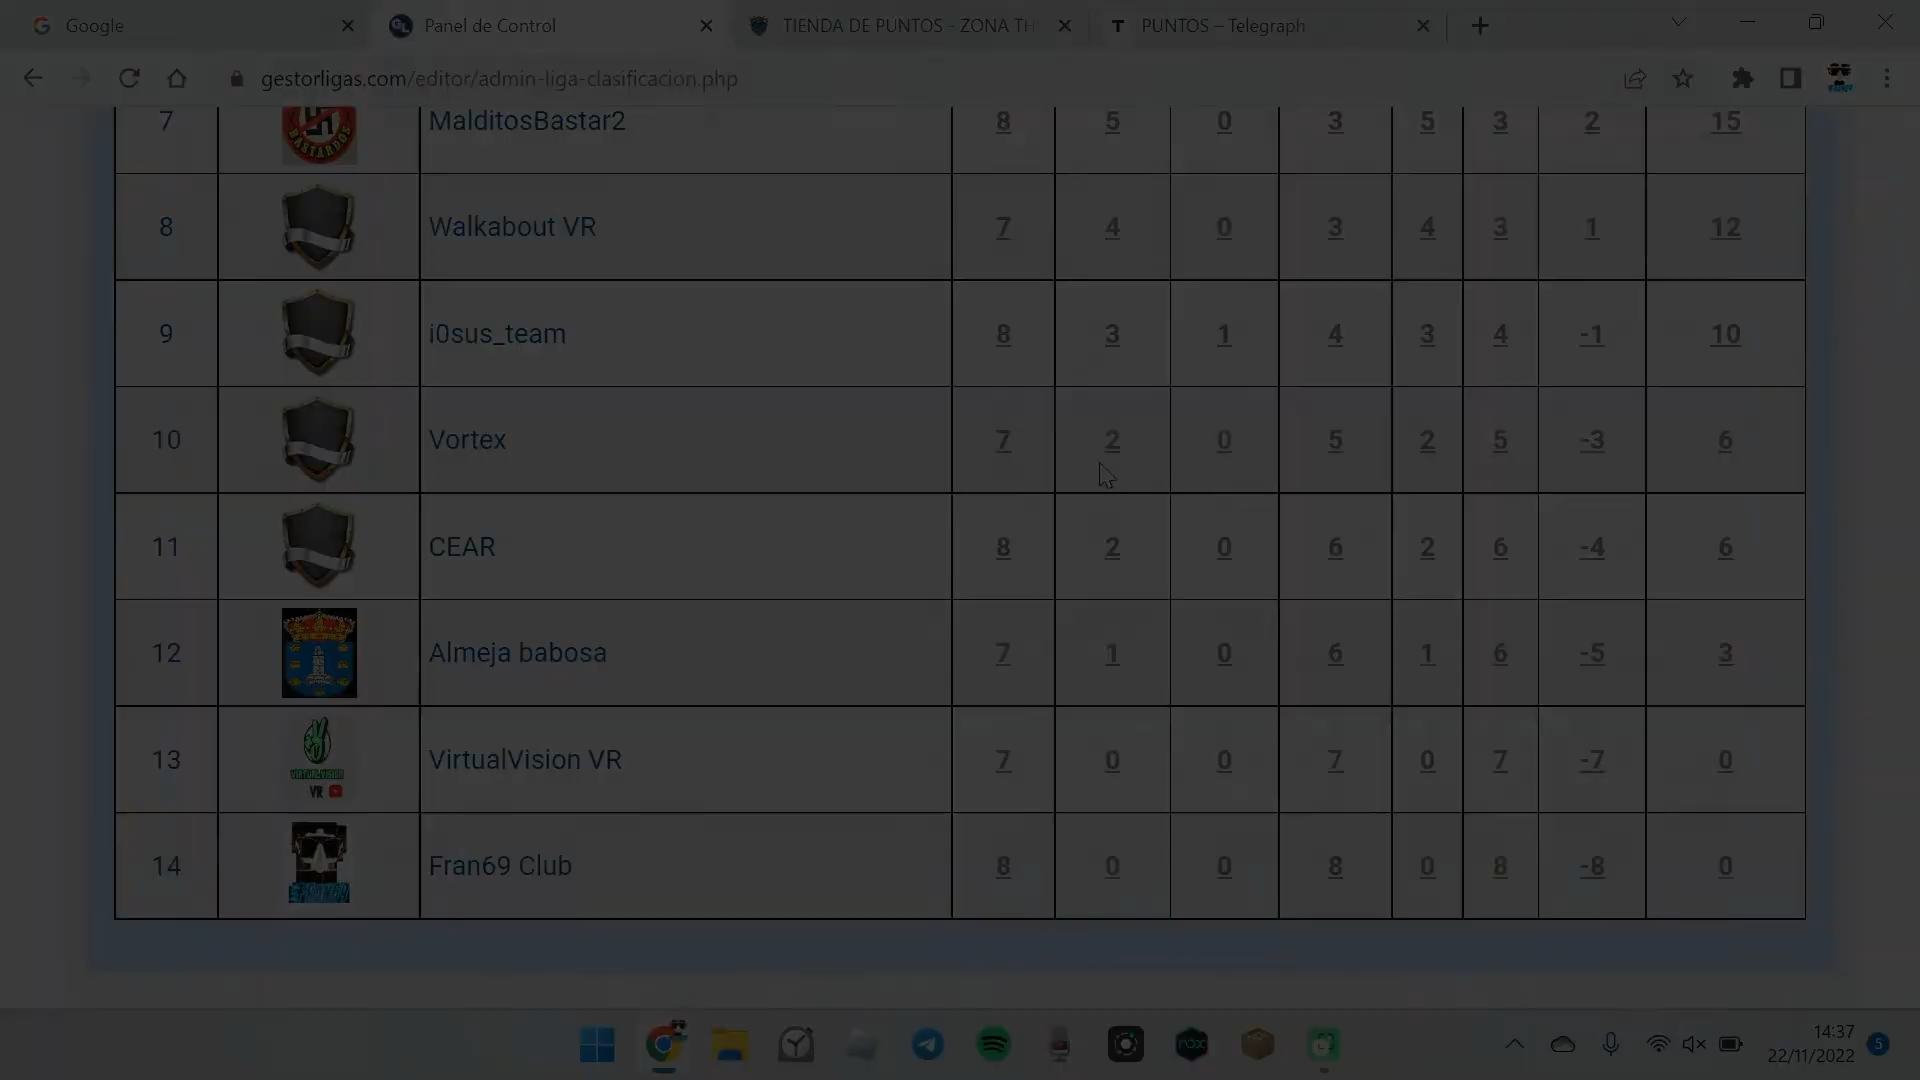 Google
Panel de Control
TIENDA DE PUNTOS - ZONA TH
T PUNTOS – Telegraph
gestorligas.com/editor/admin-liga-clasificacion.php
7 BASTARDOS MalditosBastar2 8 5 0 3 5 3 2 15
8 Walkabout VR 7 4 0 3 4 3 1 12
9 i0sus_team 8 3 1 4 3 4 -1 10
10 Vortex 7 2 0 5 2 5 -3 6
11 CEAR 8 2 0 6 2 6 -4 6
12 Almeja babosa 7 1 0 6 1 6 -5 3
13 VIRTUALVISION VR VirtualVision VR 7 0 0 7 0 7 -7 0
14 Fran69 Club 8 0 0 8 0 8 -8 0
nox
14:37
22/11/2022
5